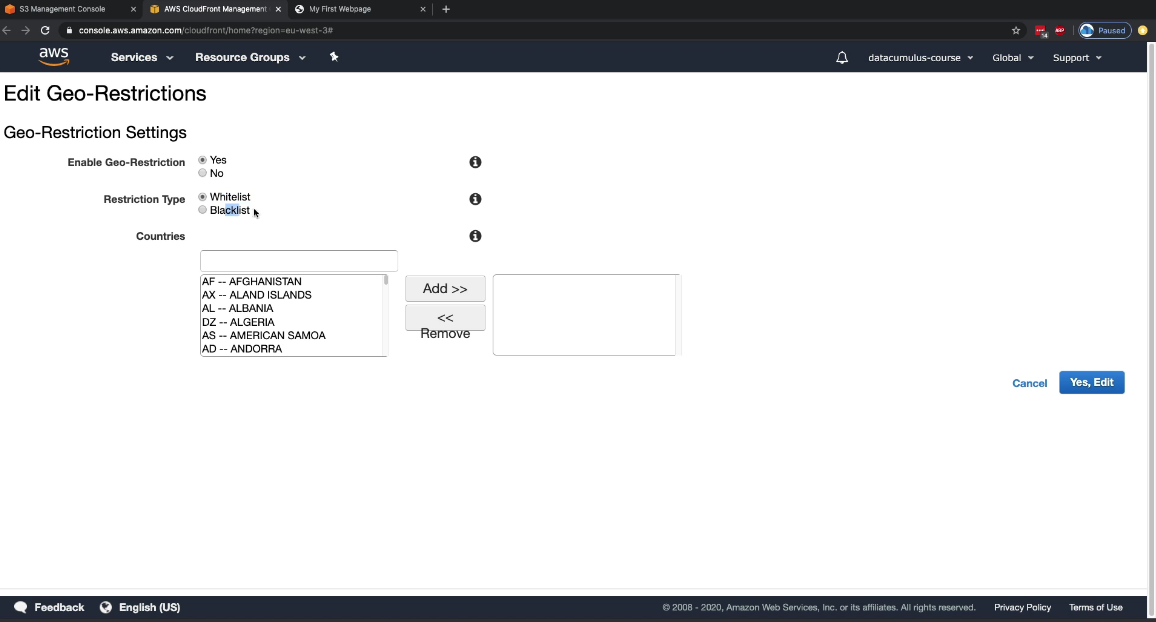 S3 Management Console
AWS CloudFront Management
My First Webpage
console.aws.amazon.com/cloudfront/home?region=eu-west-3#
14
ABP
Paused
aws
Services
Resource Groups
datacumulus-course
Global
Support
Edit Geo-Restrictions
Geo-Restriction Settings
Enable Geo-Restriction
Yes
No
Restriction Type
Whitelist
Blacklist
Countries
AF -- AFGHANISTAN
AX -- ALAND ISLANDS
AL -- ALBANIA
DZ -- ALGERIA
AS -- AMERICAN SAMOA
AD -- ANDORRA
Add >>
<<
Remove
Cancel
Yes, Edit
Feedback
English (US)
© 2008 - 2020, Amazon Web Services, Inc. or its affiliates. All rights reserved.
Privacy Policy
Terms of Use